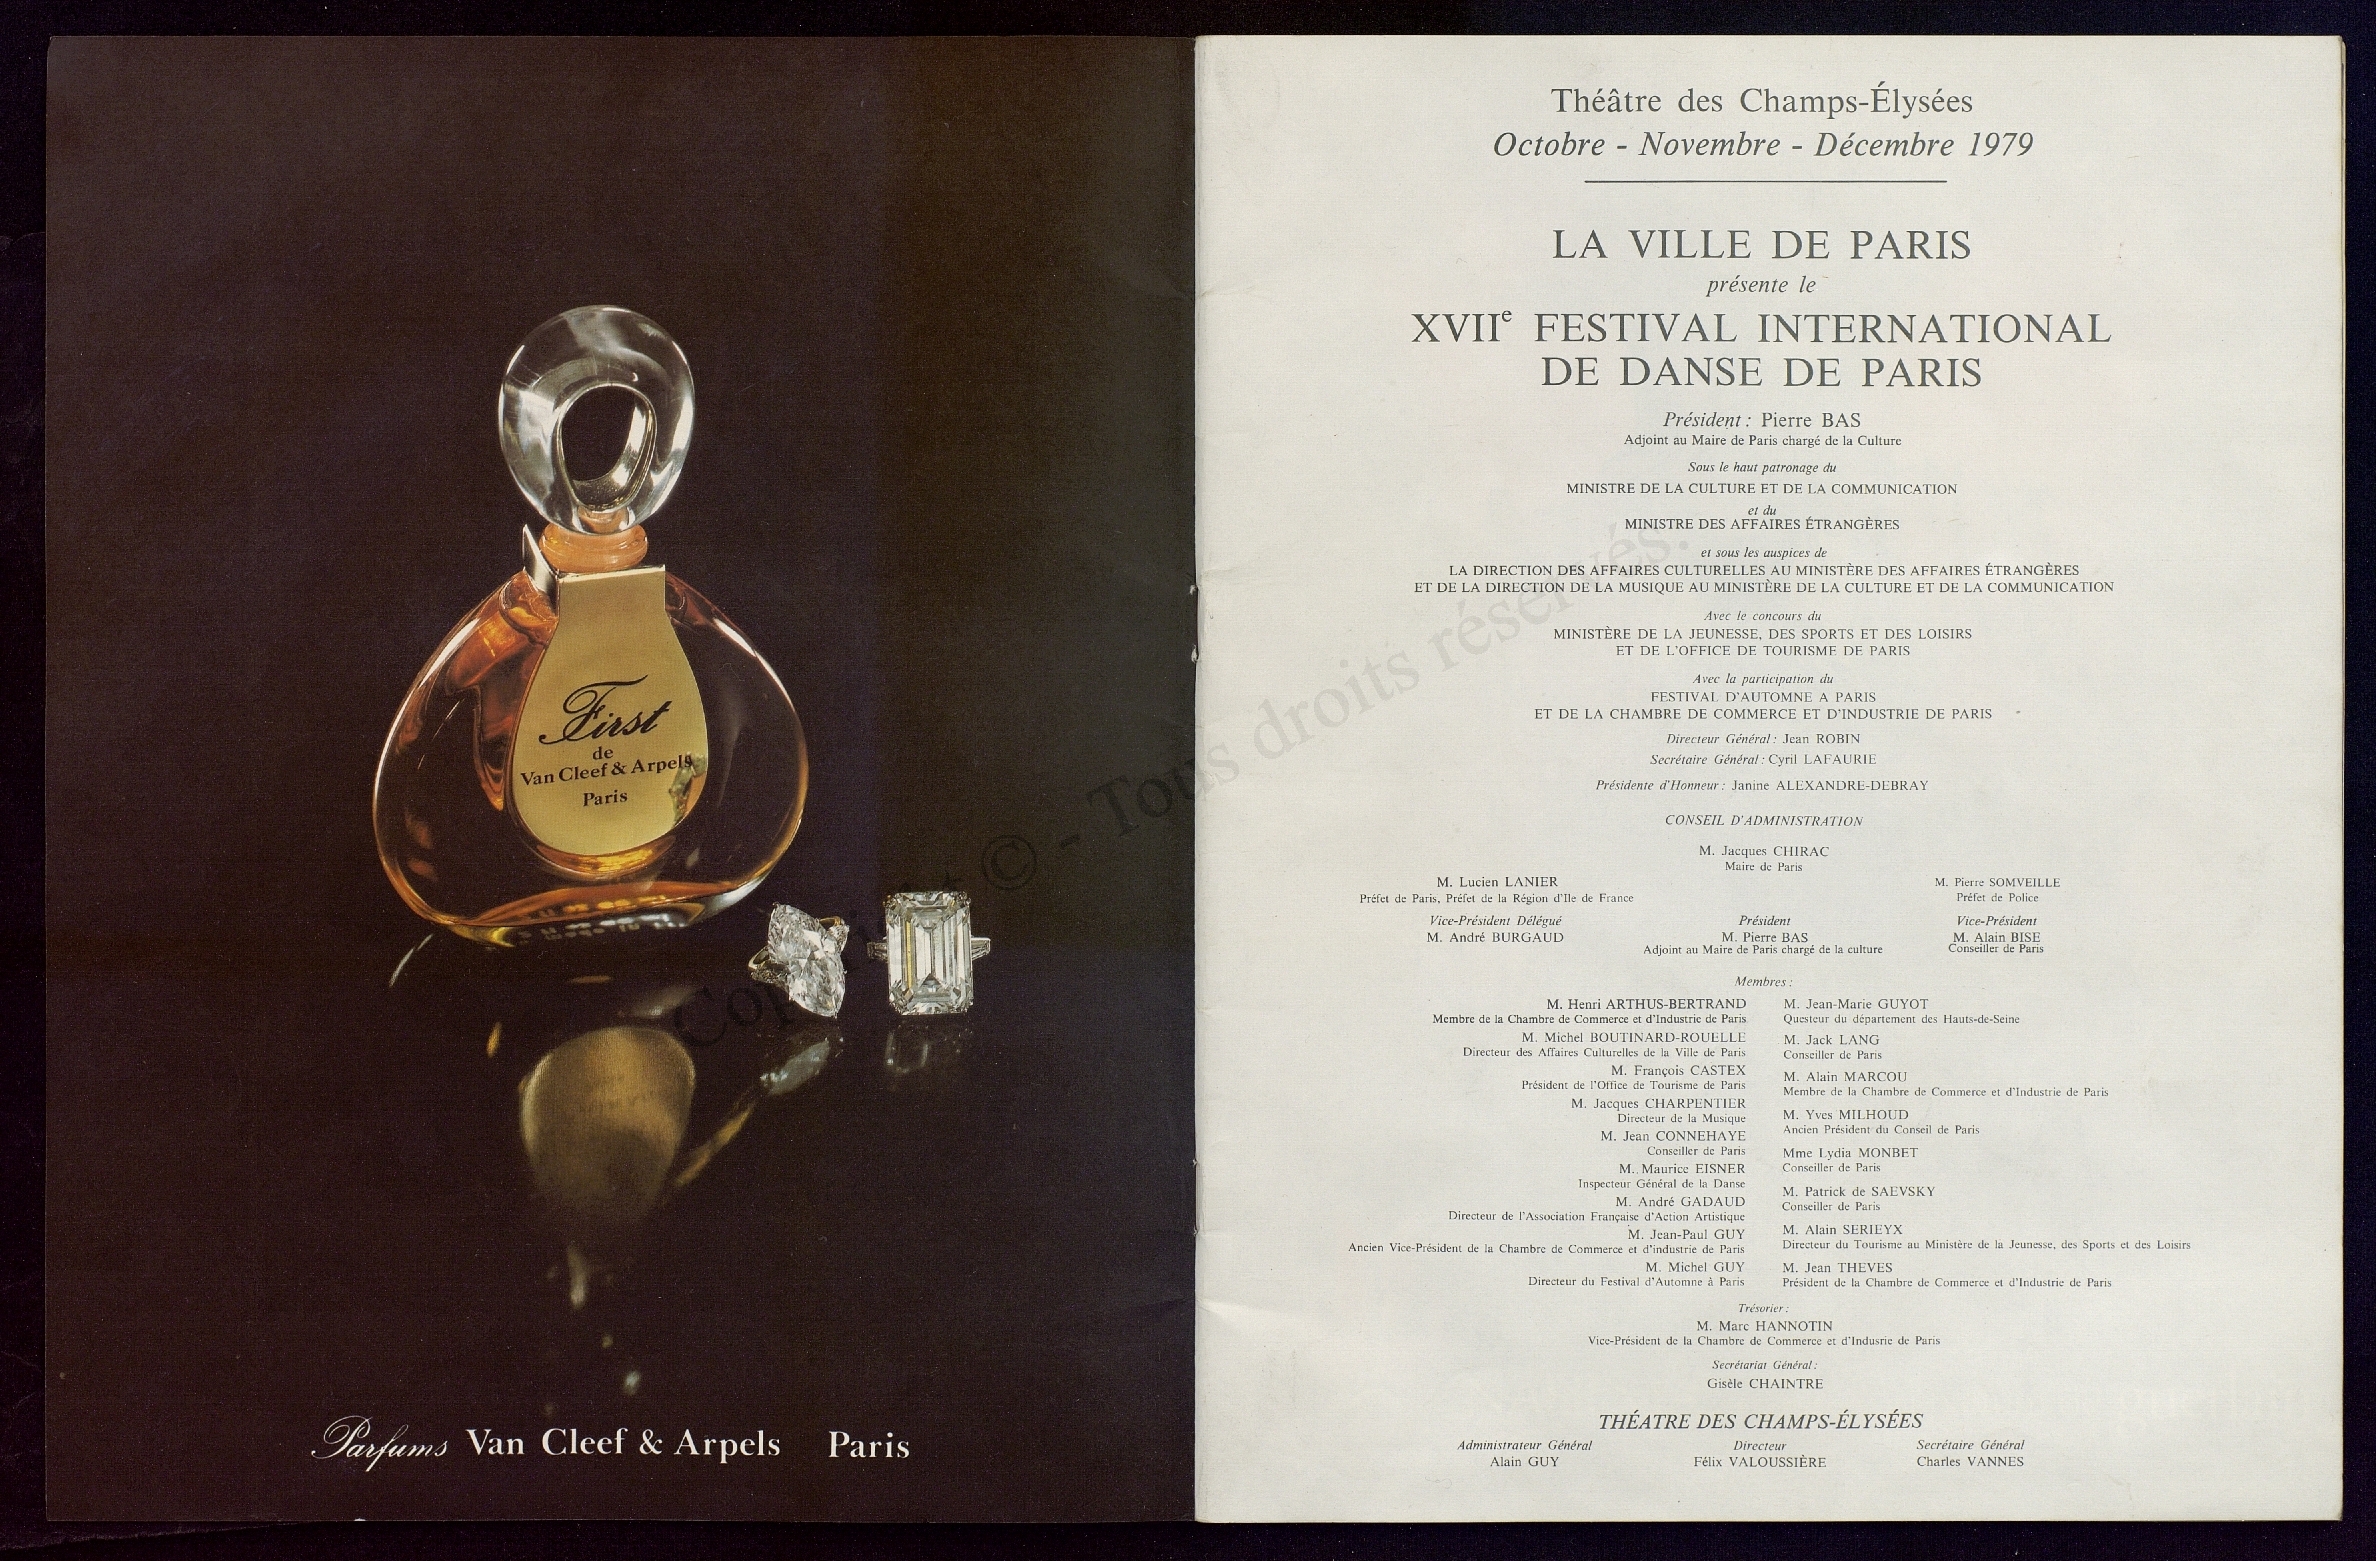 First
de
Van Cleef & Arpels
Paris
Parfums Van Cleef & Arpels Paris
Théâtre des Champs-Élysées
Octobre - Novembre - Décembre 1979
LA VILLE DE PARIS
présente le
XVIIe FESTIVAL INTERNATIONAL
DE DANSE DE PARIS
Président : Pierre BAS
Adjoint au Maire de Paris chargé de la Culture
Sous le haut patronage du
MINISTRE DE LA CULTURE ET DE LA COMMUNICATION
et du
MINISTRE DES AFFAIRES ÉTRANGÈRES
et sous les auspices de
LA DIRECTION DES AFFAIRES CULTURELLES AU MINISTÈRE DES AFFAIRES ÉTRANGÈRES
ET DE LA DIRECTION DE LA MUSIQUE AU MINISTÈRE DE LA CULTURE ET DE LA COMMUNICATION
Avec le concours du
MINISTÈRE DE LA JEUNESSE, DES SPORTS ET DES LOISIRS
ET DE L'OFFICE DE TOURISME DE PARIS
Avec la participation du
FESTIVAL D'AUTOMNE A PARIS
ET DE LA CHAMBRE DE COMMERCE ET D'INDUSTRIE DE PARIS
Directeur Général : Jean ROBIN
Secrétaire Général : Cyril LAFAURIE
Présidente d'Honneur : Janine ALEXANDRE-DEBRAY
CONSEIL D'ADMINISTRATION
M. Jacques CHIRAC
Maire de Paris
M. Lucien LANIER
Préfet de Paris, Préfet de la Région d'Ile de France
M. Pierre SOMVEILLE
Préfet de Police
Vice-Président Délégué
M. André BURGAUD
Président
M. Pierre BAS
Adjoint au Maire de Paris chargé de la culture
Vice-Président
M. Alain BISE
Conseiller de Paris
Membres :
M. Henri ARTHUS-BERTRAND
Membre de la Chambre de Commerce et d'Industrie de Paris
M. Michel BOUTINARD-ROUELLE
Directeur des Affaires Culturelles de la Ville de Paris
M. François CASTEX
Président de l'Office de Tourisme de Paris
M. Jacques CHARPENTIER
Directeur de la Musique
M. Jean CONNEHAYE
Conseiller de Paris
M. Maurice EISNER
Inspecteur Général de la Danse
M. André GADAUD
Directeur de l'Association Française d'Action Artistique
M. Jean-Paul GUY
Ancien Vice-Président de la Chambre de Commerce et d'industrie de Paris
M. Michel GUY
Directeur du Festival d'Automne à Paris
M. Jean-Marie GUYOT
Questeur du département des Hauts-de-Seine
M. Jack LANG
Conseiller de Paris
M. Alain MARCOU
Membre de la Chambre de Commerce et d'Industrie de Paris
M. Yves MILHOUD
Ancien Président du Conseil de Paris
Mme Lydia MONBET
Conseiller de Paris
M. Patrick de SAEVSKY
Conseiller de Paris
M. Alain SERIEYX
Directeur du Tourisme au Ministère de la Jeunesse, des Sports et des Loisirs
M. Jean THEVES
Président de la Chambre de Commerce et d'Industrie de Paris
Trésorier :
M. Marc HANNOTIN
Vice-Président de la Chambre de Commerce et d'Indusrie de Paris
Secrétariat Général :
Gisèle CHAINTRE
THÉATRE DES CHAMPS-ÉLYSÉES
Administrateur Général
Alain GUY
Directeur
Félix VALOUSSIÈRE
Secrétaire Général
Charles VANNES
Copyright © - Tous droits réservés.